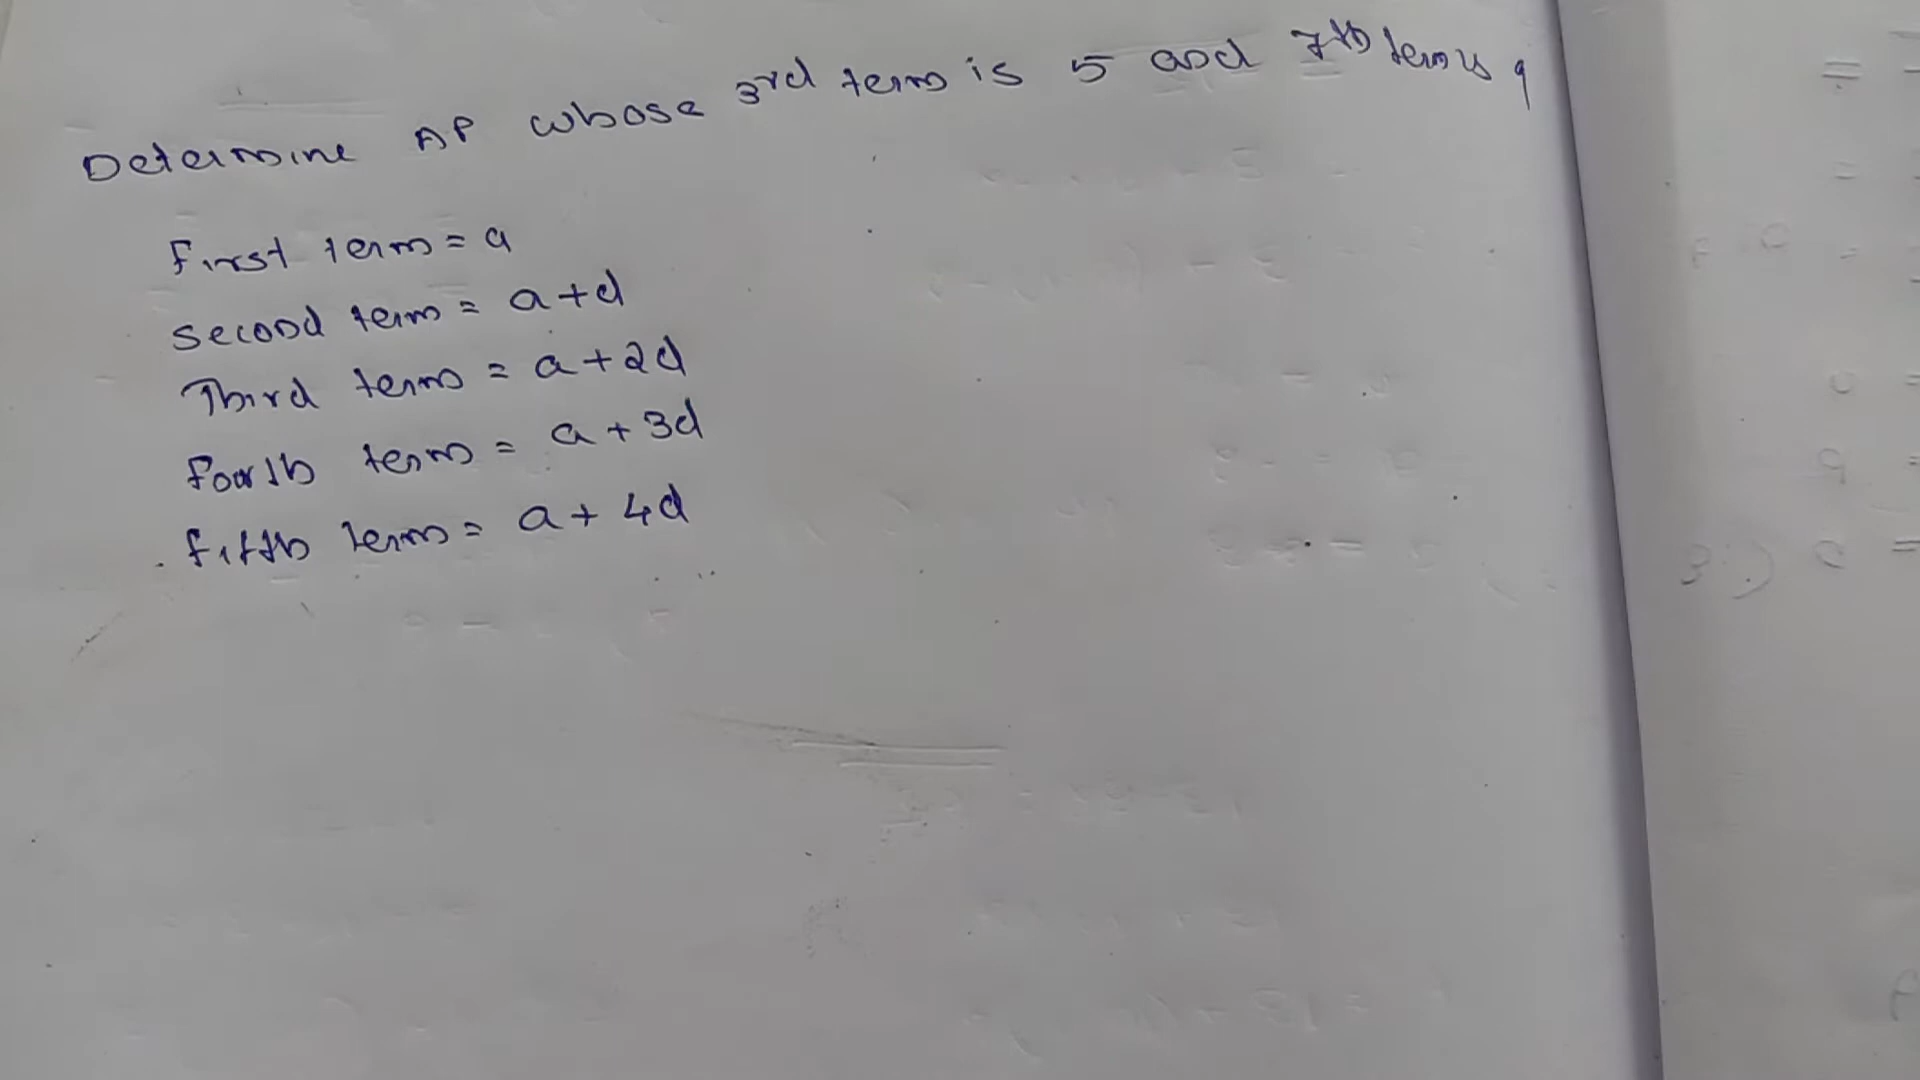 Determine AP whose 3rd term is 5 and 7th term is 9
First term = a
Second term = a+d
Third term = a+2d
fourth term = a+3d
fifth term = a+4d